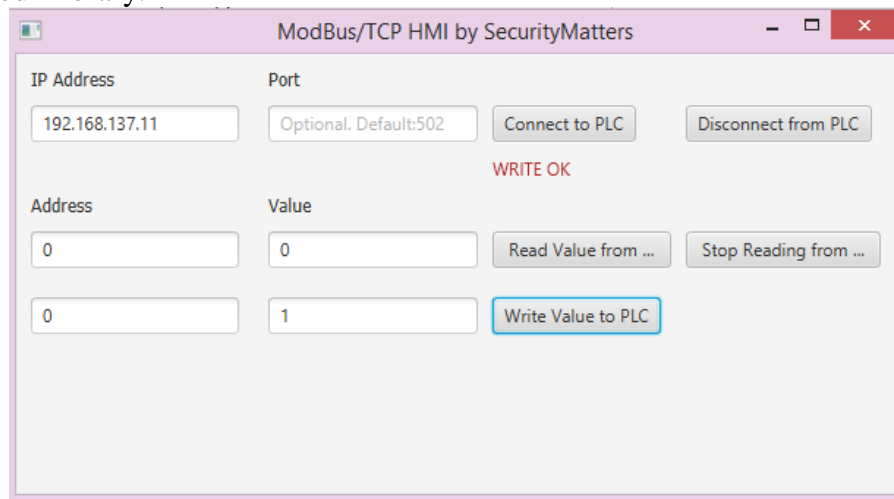 ModBus/TCP HMI by SecurityMatters
IP Address Port
192.168.137.11 Optional. Default:502 Connect to PLC Disconnect from PLC
WRITE OK
Address Value
0 0 Read Value from ... Stop Reading from ...
0 1 Write Value to PLC